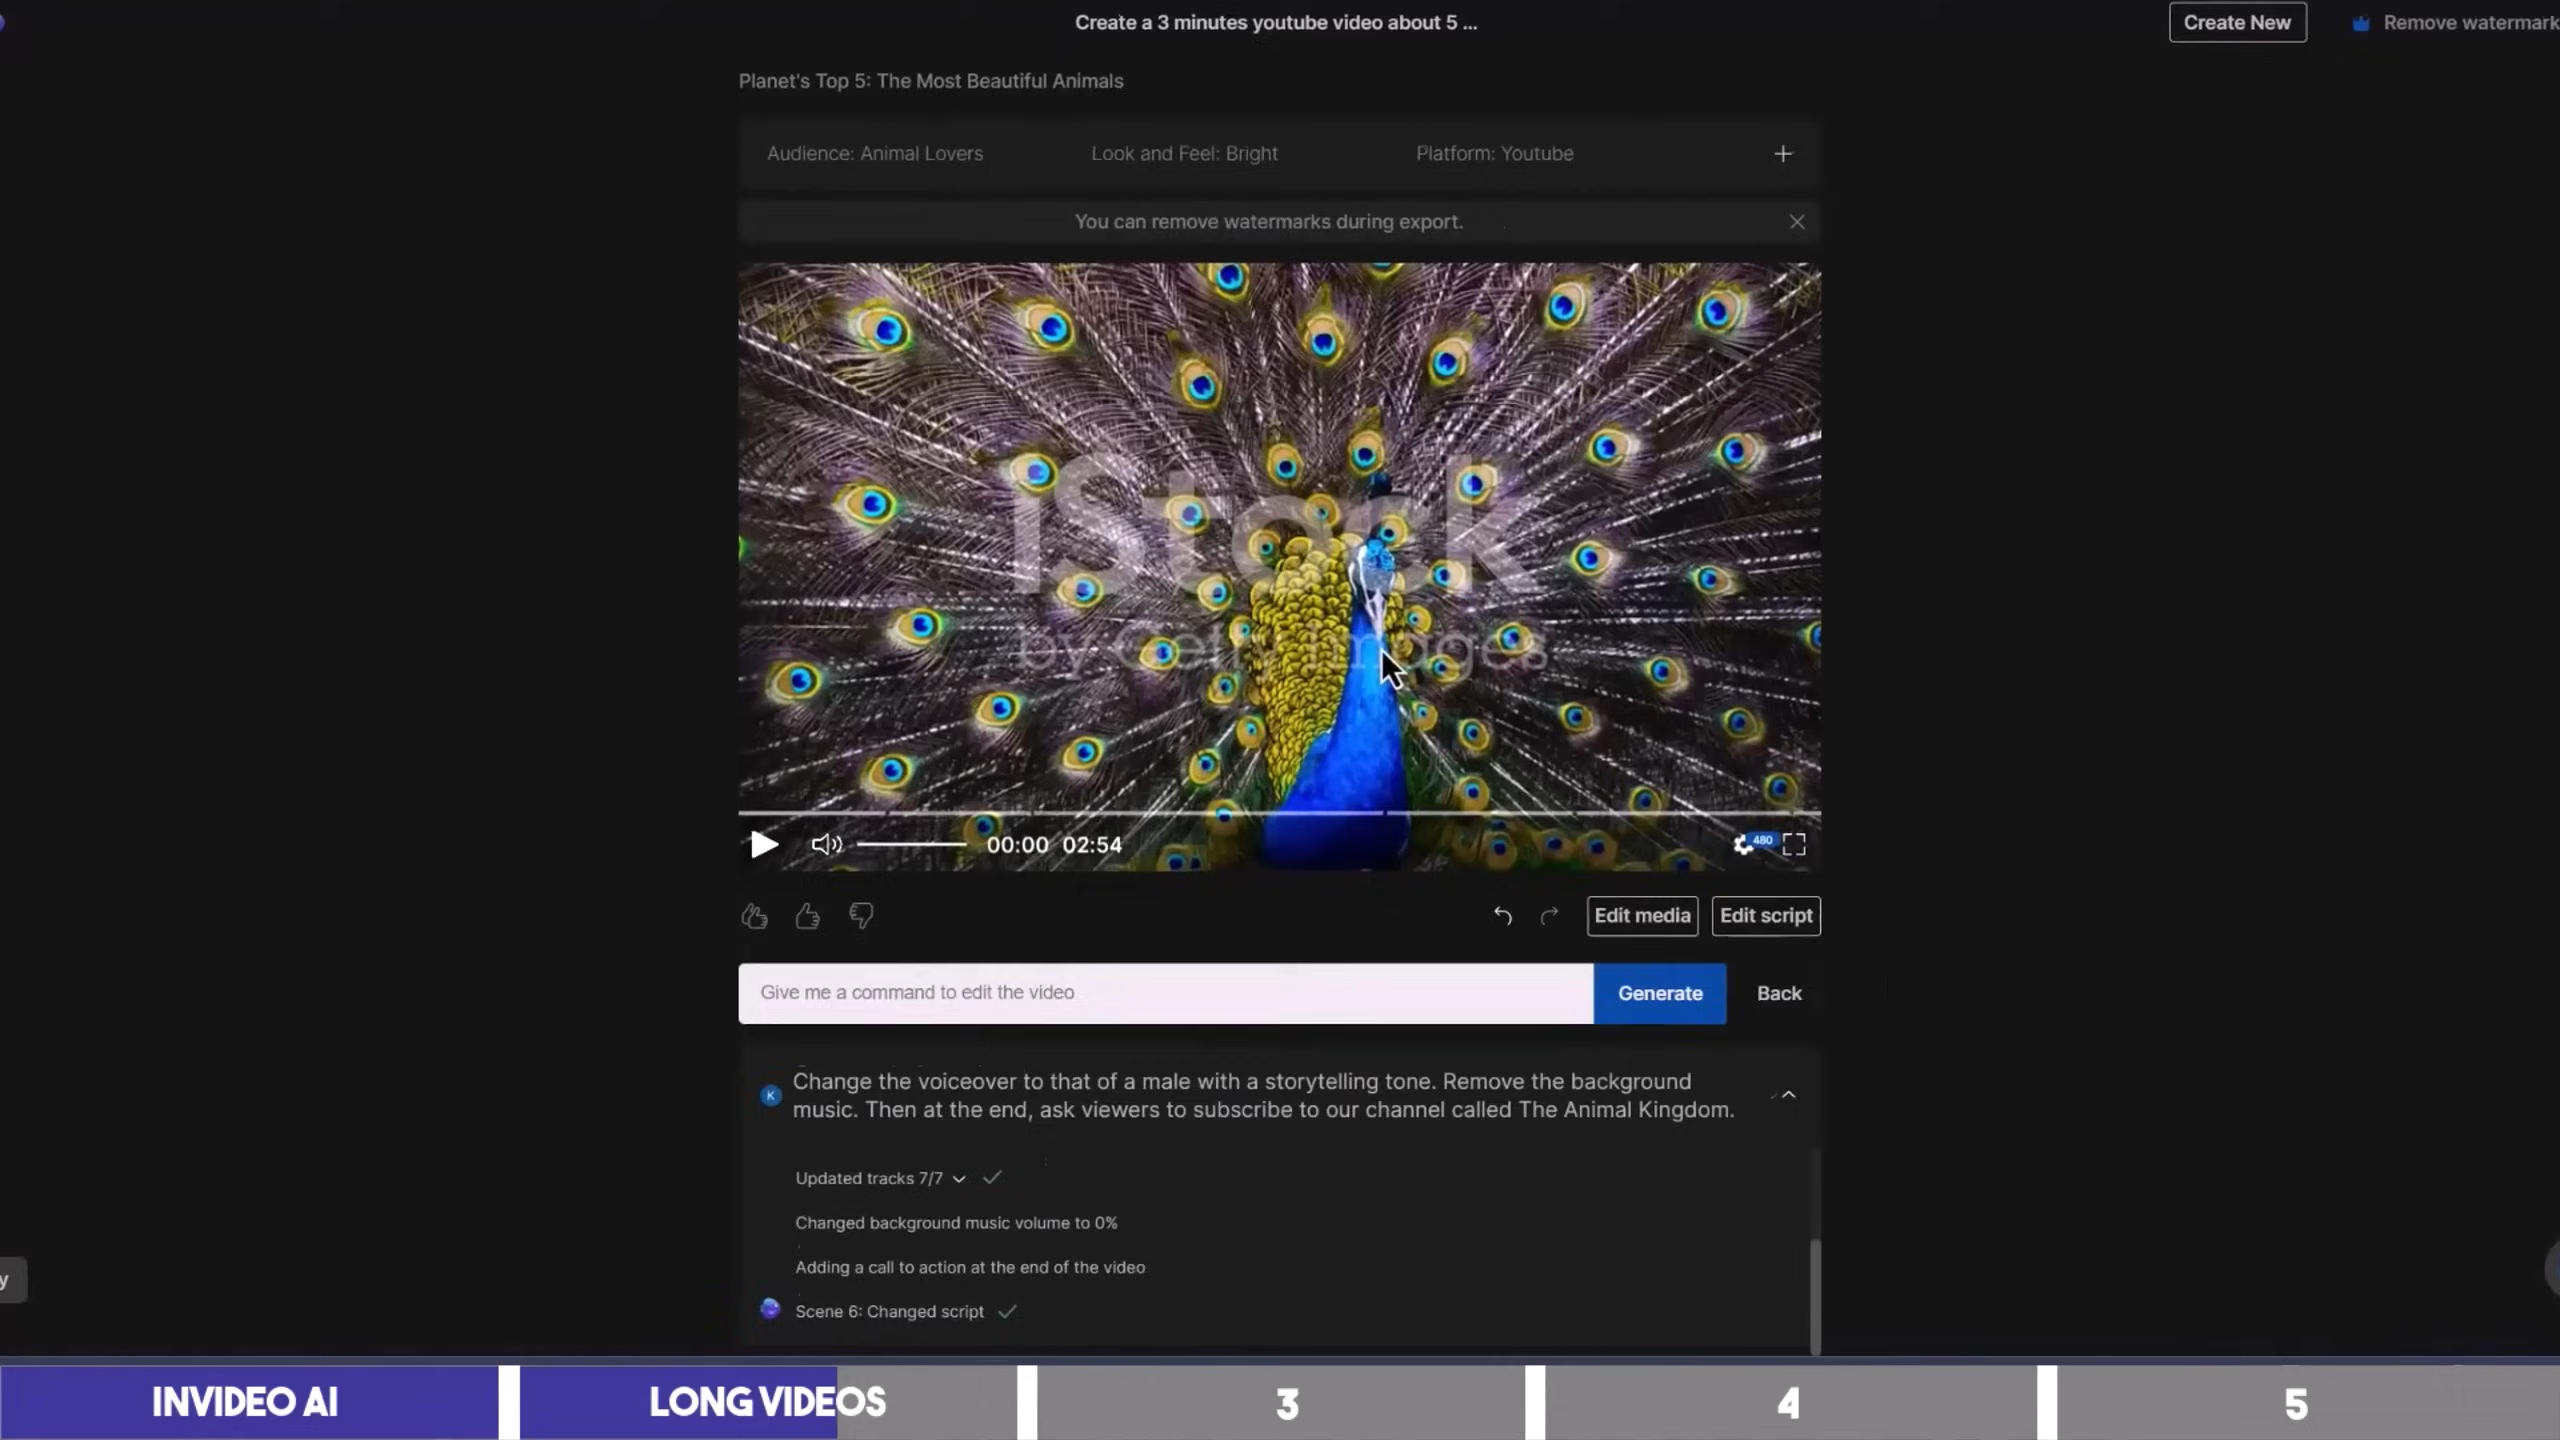 Create a 3 minutes youtube video about 5 ...
Create New
Remove watermark
Planet's Top 5: The Most Beautiful Animals
Audience: Animal Lovers
Look and Feel: Bright
Platform: Youtube
You can remove watermarks during export.
iStock
by Getty Images
00:00 02:54
480
Edit media
Edit script
Give me a command to edit the video
Generate
Back
K
Change the voiceover to that of a male with a storytelling tone. Remove the background
music. Then at the end, ask viewers to subscribe to our channel called The Animal Kingdom.
Updated tracks 7/7
Changed background music volume to 0%
Adding a call to action at the end of the video
y
Scene 6: Changed script
INVIDEO AI
LONG VIDEOS
3
4
5